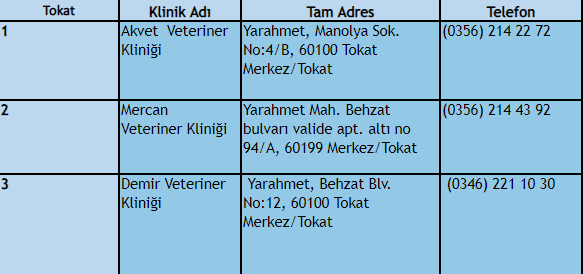 Tokat Klinik Adı Tam Adres Telefon
1 Akvet Veteriner Yarahmet, Manolya Sok. (0356) 214 22 72
Kliniği No:4/B, 60100 Tokat
Merkez/Tokat
2 Mercan Yarahmet Mah. Behzat (0356) 214 43 92
Veteriner Kliniği bulvarı valide apt. altı no
94/A, 60199 Merkez/Tokat
3 Demir Veteriner Yarahmet, Behzat Blv. (0346) 221 10 30
Kliniği No:12, 60100 Tokat
Merkez/Tokat